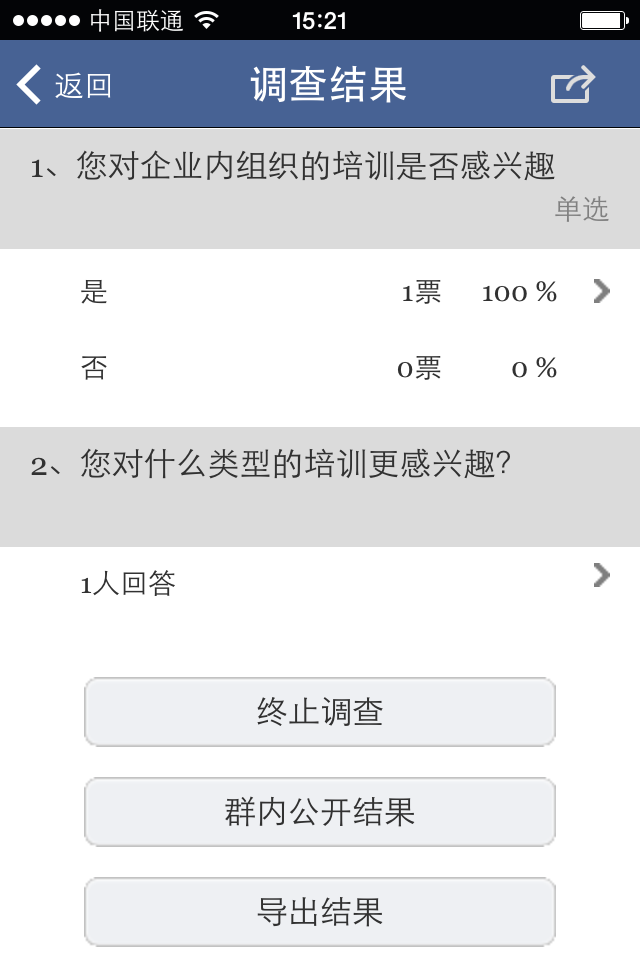 中国联通 15:21
返回 调查结果
1、您对企业内组织的培训是否感兴趣
单选
是 1票 100 %
否 0票 0 %
2、您对什么类型的培训更感兴趣?
1人回答
终止调查
群内公开结果
导出结果